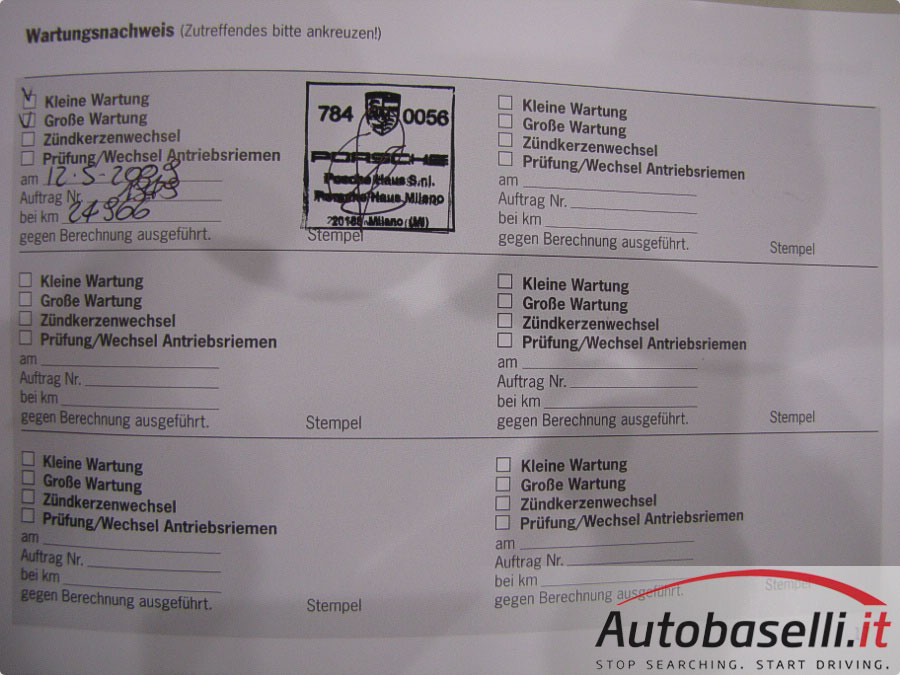 Wartungsnachweis (Zutreffendes bitte ankreuzen!)
Kleine Wartung
Große Wartung
Zündkerzenwechsel
Prüfung/Wechsel Antriebsriemen
am 12-5-2009
Auftrag Nr.
bei km 24966
gegen Berechnung ausgeführt.
Stempel
784 0056
PORSCHE
Porsche Haus S.r.l.
Porsche Haus Milano
Milano (MI)
Kleine Wartung
Große Wartung
Zündkerzenwechsel
Prüfung/Wechsel Antriebsriemen
am
Auftrag Nr.
bei km
gegen Berechnung ausgeführt.
Stempel
Kleine Wartung
Große Wartung
Zündkerzenwechsel
Prüfung/Wechsel Antriebsriemen
am
Auftrag Nr.
bei km
gegen Berechnung ausgeführt.
Stempel
Kleine Wartung
Große Wartung
Zündkerzenwechsel
Prüfung/Wechsel Antriebsriemen
am
Auftrag Nr.
bei km
gegen Berechnung ausgeführt.
Stempel
Kleine Wartung
Große Wartung
Zündkerzenwechsel
Prüfung/Wechsel Antriebsriemen
am
Auftrag Nr.
bei km
gegen Berechnung ausgeführt.
Stempel
Kleine Wartung
Große Wartung
Zündkerzenwechsel
Prüfung/Wechsel Antriebsriemen
am
Auftrag Nr.
bei km
gegen Berechnung ausgeführt.
Stempel
Autobaselli.it
STOP SEARCHING. START DRIVING.